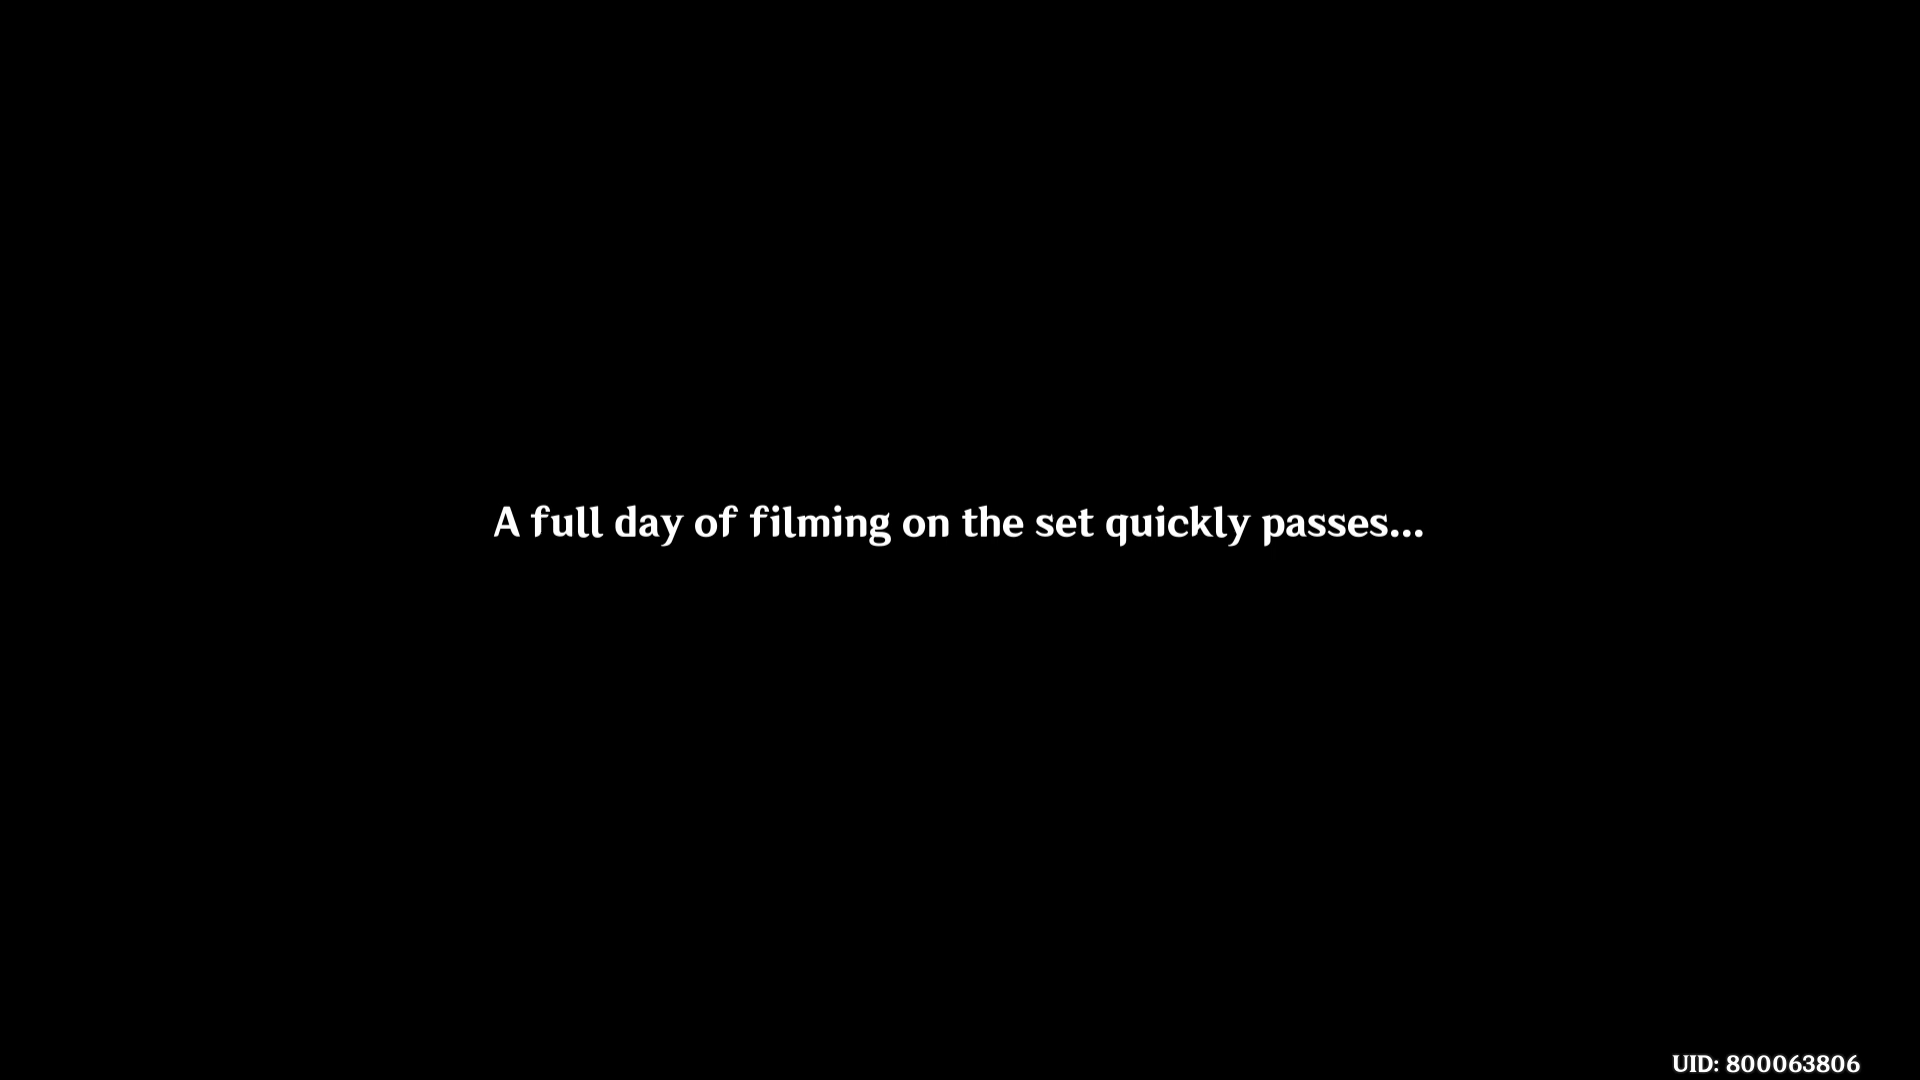 A full day of filming on the set quickly passes...
UID: 800063806